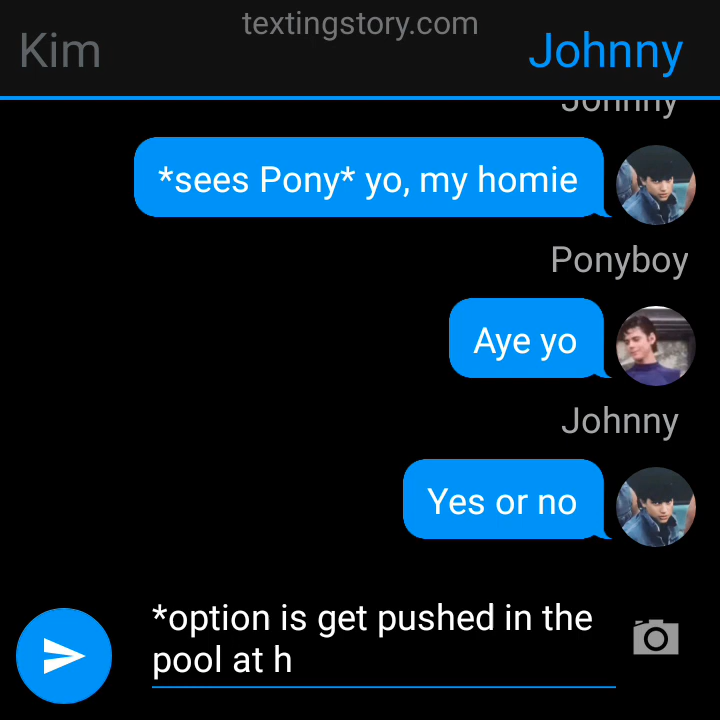 textingstory.com
Kim
Johnny
Johnny
*sees Pony* yo, my homie
Ponyboy
Aye yo
Johnny
Yes or no
*option is get pushed in the
pool at h